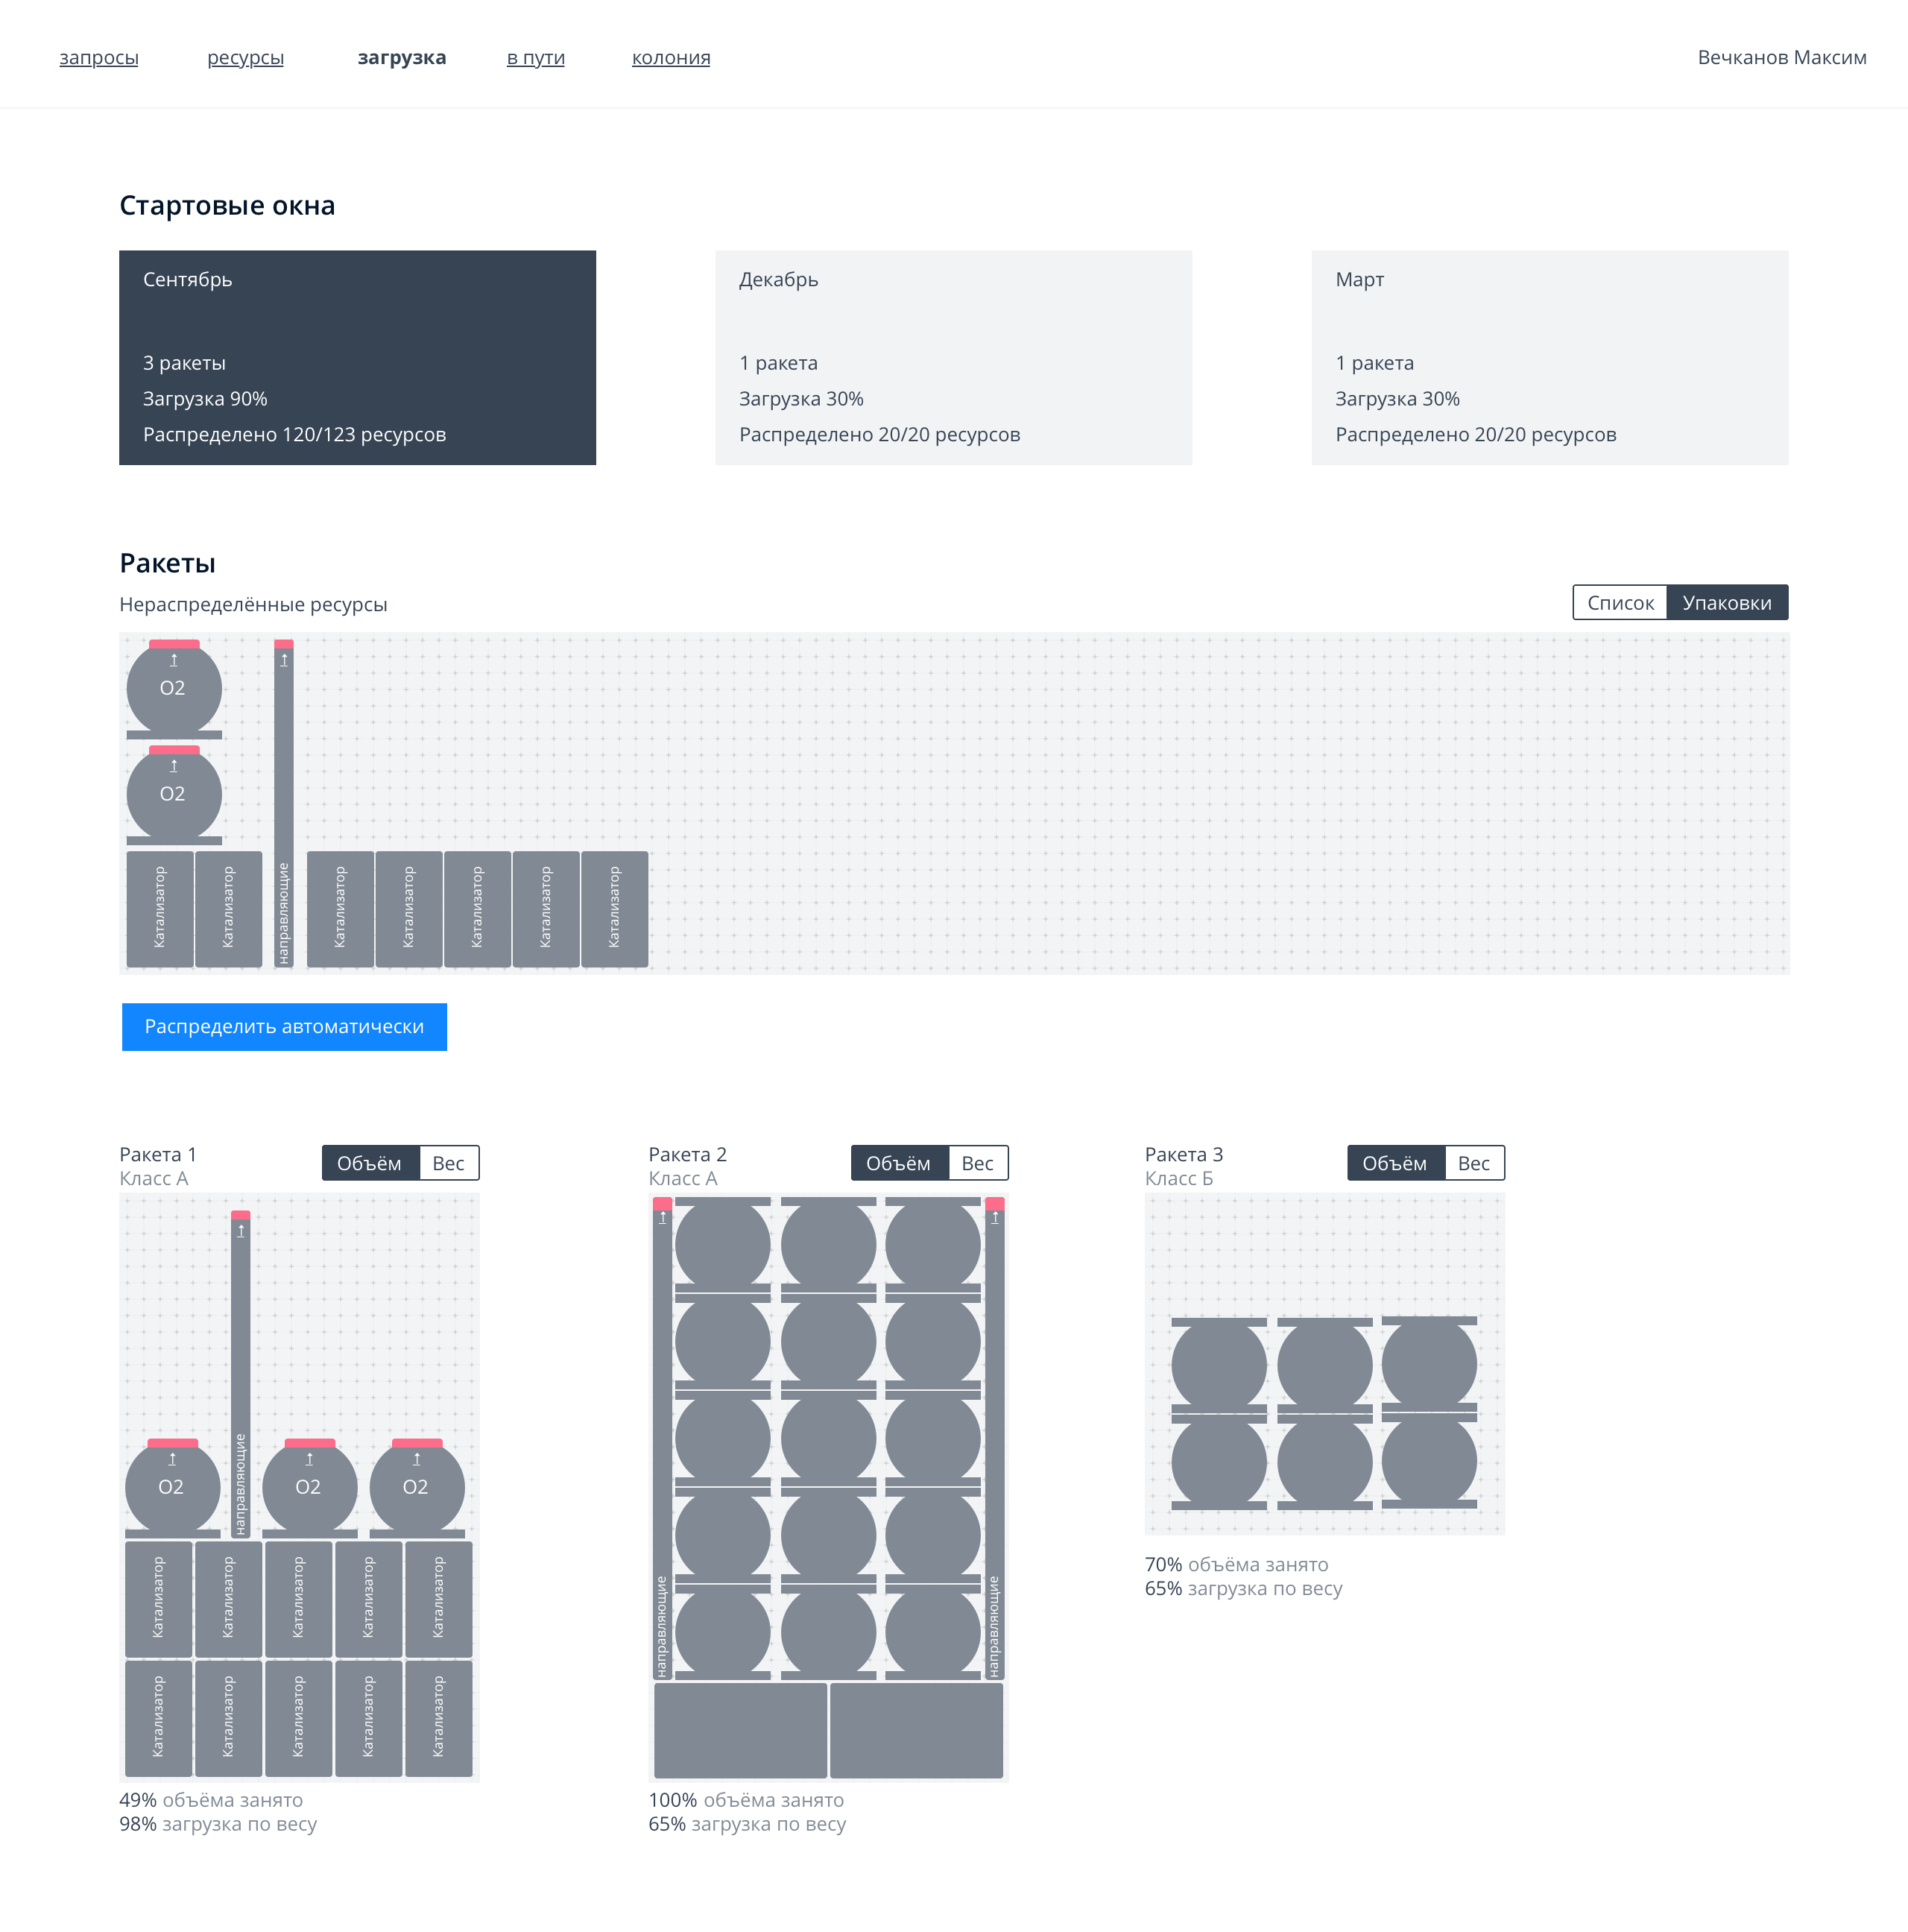 запросы ресурсы загрузка в пути колония Вечканов Максим
Стартовые окна
Сентябрь
3 ракеты
Загрузка 90%
Распределено 120/123 ресурсов
Декабрь
1 ракета
Загрузка 30%
Распределено 20/20 ресурсов
Март
1 ракета
Загрузка 30%
Распределено 20/20 ресурсов
Ракеты
Нераспределённые ресурсы
Список Упаковки
↑
O2
↑
O2
↑
направляющие
Катализатор
Катализатор
Катализатор
Катализатор
Катализатор
Катализатор
Катализатор
Распределить автоматически
Ракета 1
Класс А
Объём Вес
↑
направляющие
↑
O2
↑
O2
↑
O2
Катализатор
Катализатор
Катализатор
Катализатор
Катализатор
Катализатор
Катализатор
Катализатор
Катализатор
Катализатор
49% объёма занято
98% загрузка по весу
Ракета 2
Класс А
Объём Вес
↑
направляющие
↑
направляющие
100% объёма занято
65% загрузка по весу
Ракета 3
Класс Б
Объём Вес
70% объёма занято
65% загрузка по весу